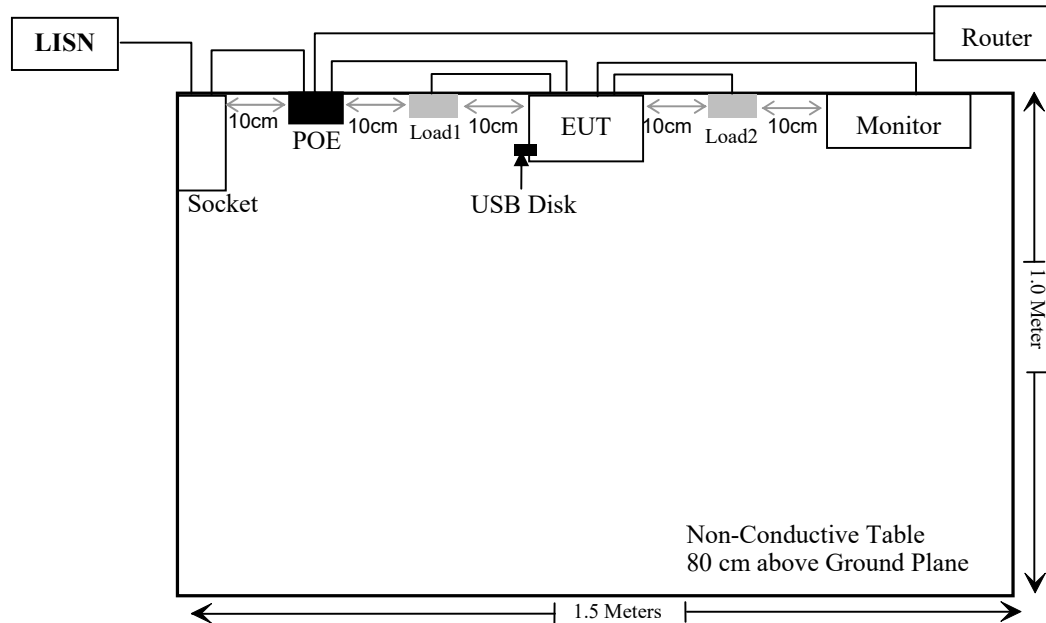 LISN
Router
10cm
POE
10cm
Load1
10cm
EUT
10cm
Load2
10cm
Monitor
Socket
USB Disk
1.0 Meter
Non-Conductive Table
80 cm above Ground Plane
1.5 Meters